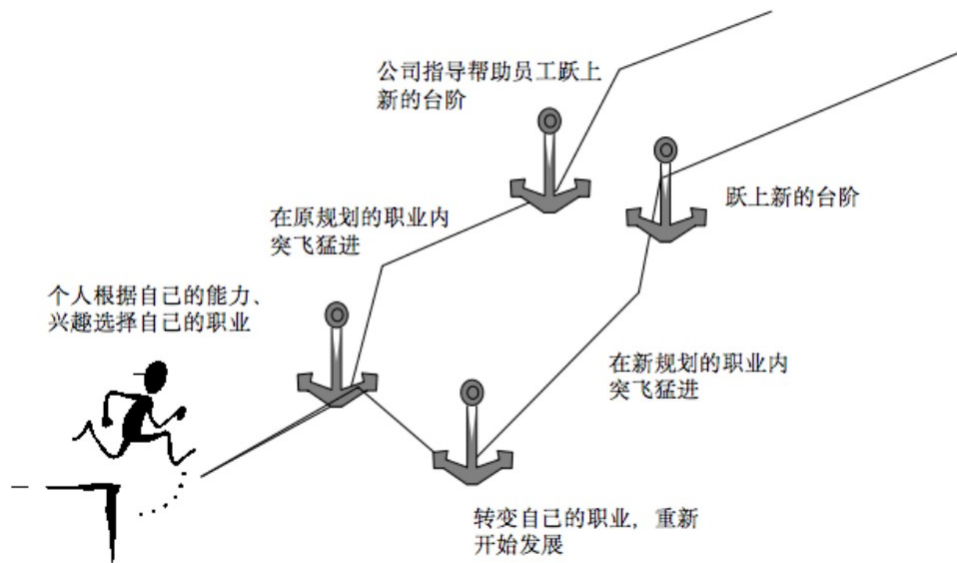 公司指导帮助员工跃上
新的台阶
跃上新的台阶
在原规划的职业内
突飞猛进
个人根据自己的能力、
兴趣选择自己的职业
在新规划的职业内
突飞猛进
转变自己的职业，重新
开始发展